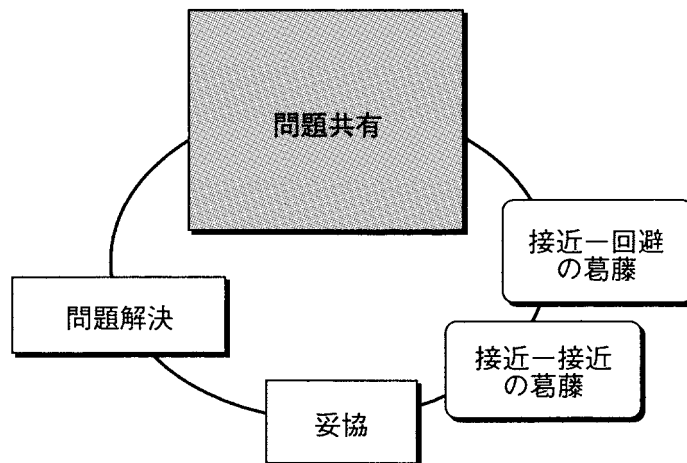 問題共有
接近－回避
の葛藤
接近－接近
の葛藤
妥協
問題解決